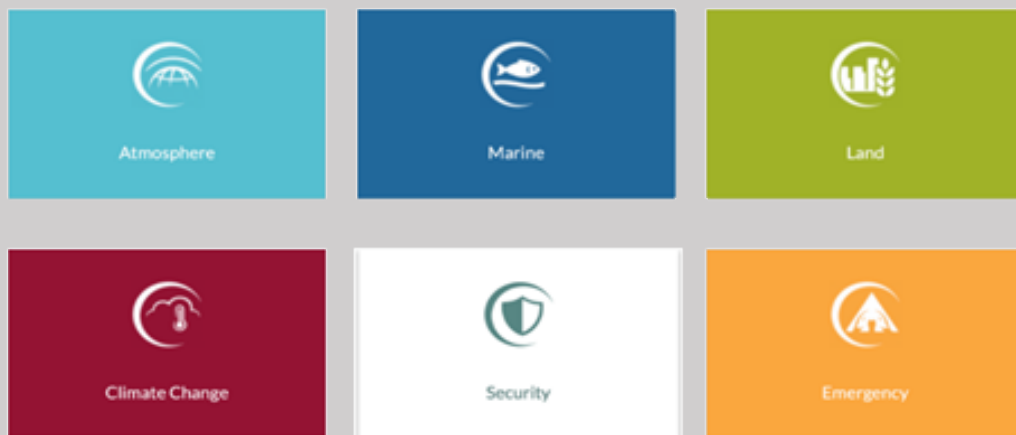 Atmosphere
Marine
Land
Climate Change
Security
Emergency